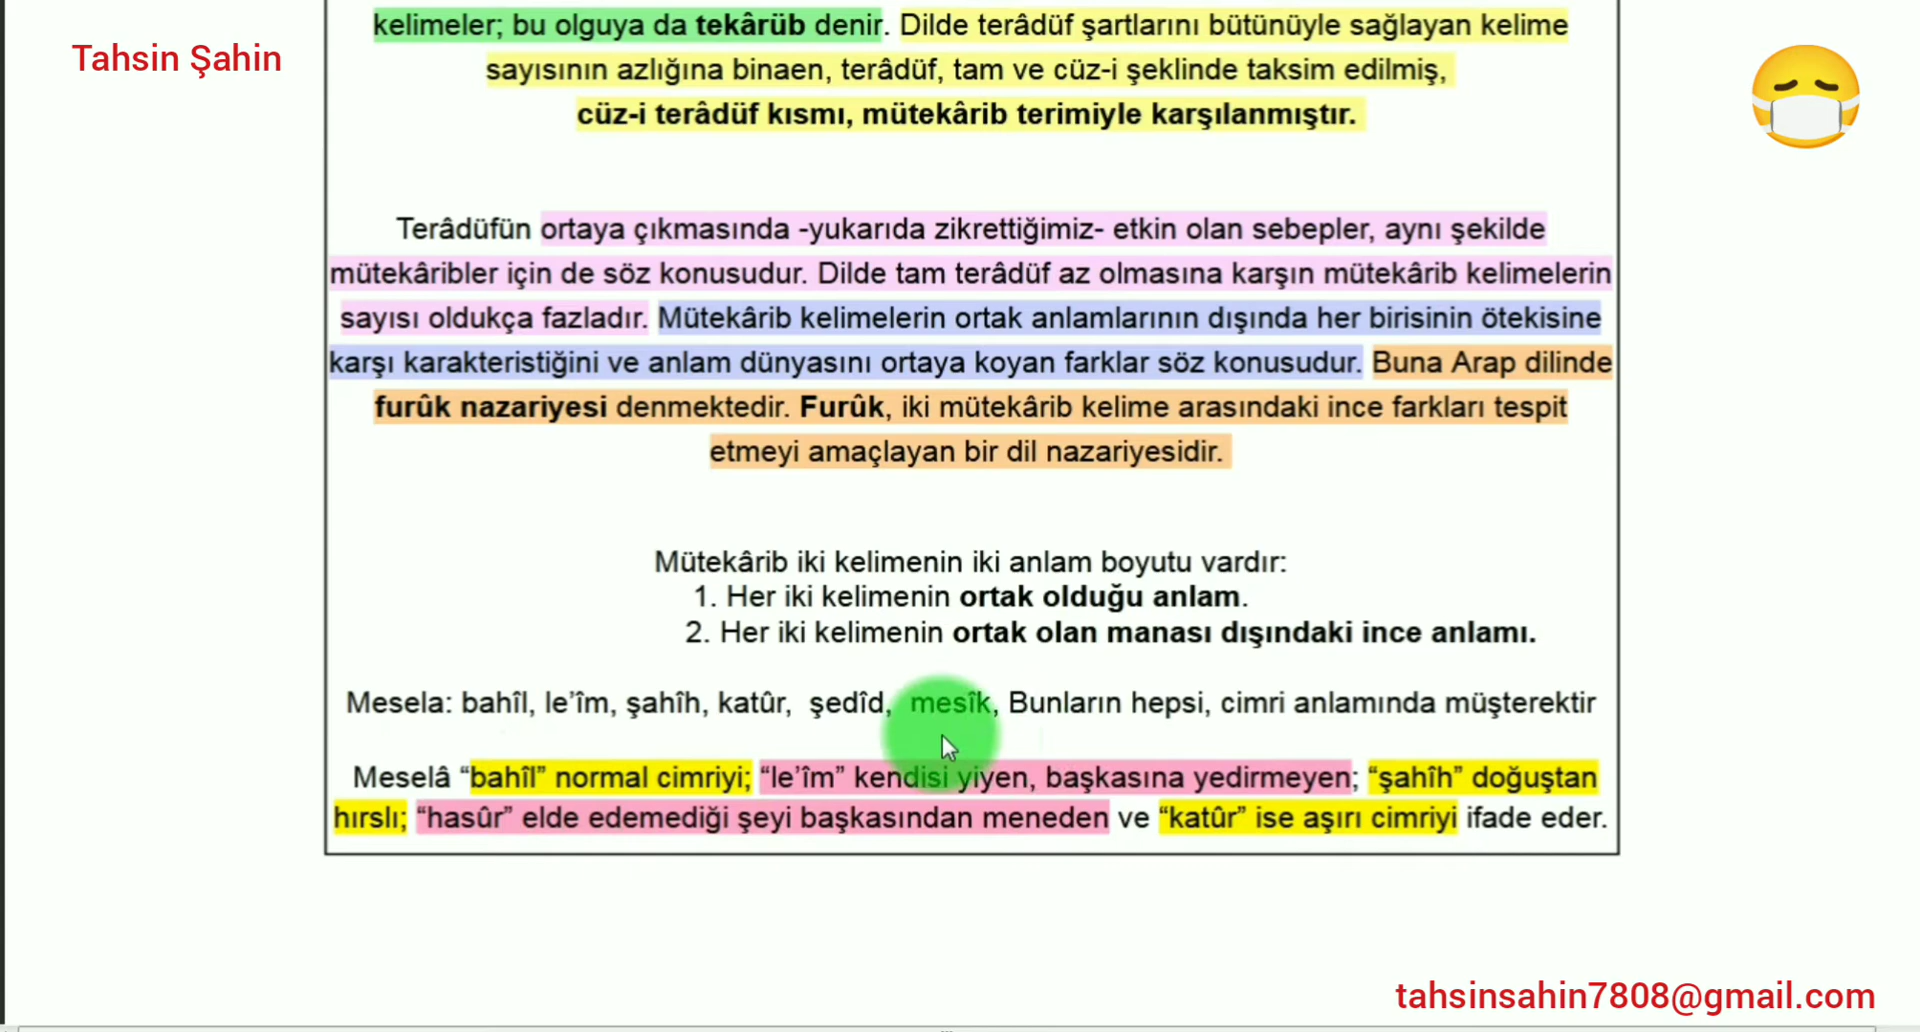 kelimeler; bu olguya da tekârüb denir. Dilde terâdüf şartlarını bütünüyle sağlayan kelime
Tahsin Şahin
sayısının azlığına binaen, terâdüf, tam ve cüz-i şeklinde taksim edilmiş,
cüz-i terâdüf kısmı, mütekârib terimiyle karşılanmıştır.
Terâdüfün ortaya çıkmasında -yukarıda zikrettiğimiz- etkin olan sebepler, aynı şekilde
mütekâribler için de söz konusudur. Dilde tam terâdüf az olmasına karşın mütekârib kelimelerin
sayısı oldukça fazladır. Mütekârib kelimelerin ortak anlamlarının dışında her birisinin ötekisine
karşı karakteristiğini ve anlam dünyasını ortaya koyan farklar söz konusudur. Buna Arap dilinde
furûk nazariyesi denmektedir. Furûk, iki mütekârib kelime arasındaki ince farkları tespit
etmeyi amaçlayan bir dil nazariyesidir.
Mütekârib iki kelimenin iki anlam boyutu vardır:
1. Her iki kelimenin ortak olduğu anlam.
2. Her iki kelimenin ortak olan manası dışındaki ince anlamı.
Mesela: bahîl, le’îm, şahîh, katûr, şedîd, mesîk, Bunların hepsi, cimri anlamında müşterektir
Meselâ “bahîl” normal cimriyi; “le’îm” kendisi yiyen, başkasına yedirmeyen; “şahîh” doğuştan
hırslı; “hasûr” elde edemediği şeyi başkasından meneden ve “katûr” ise aşırı cimriyi ifade eder.
tahsinsahin7808@gmail.com